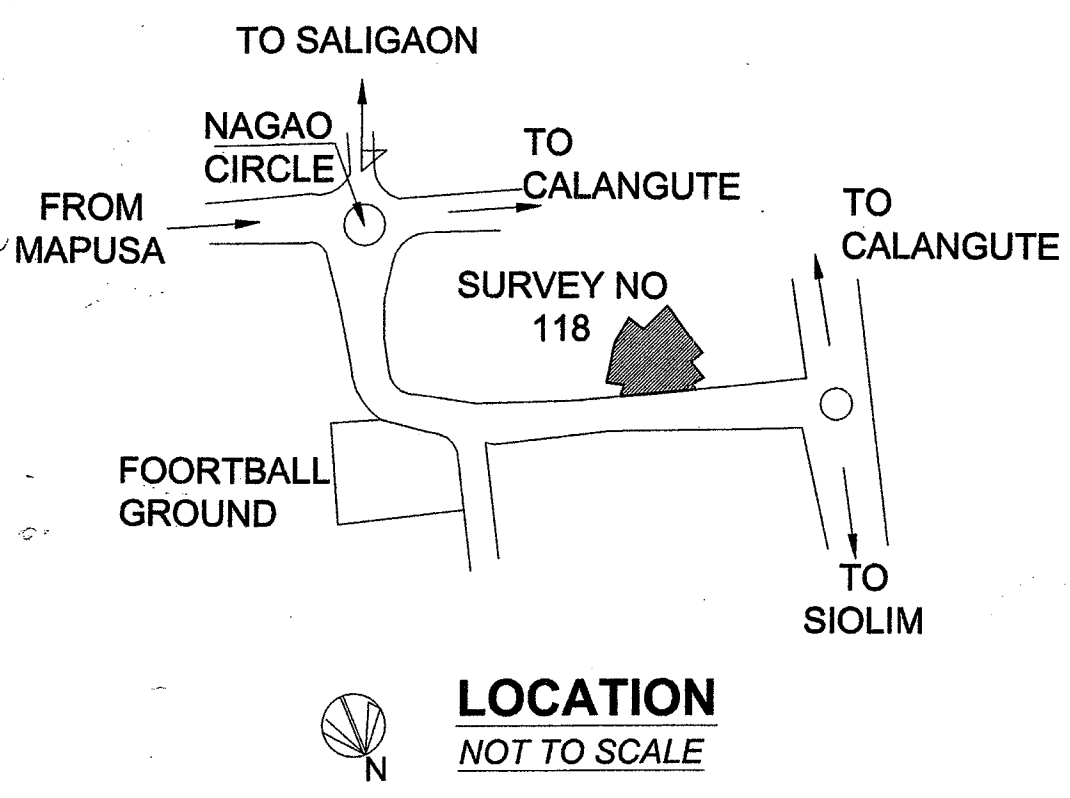 TO SALIGAON
NAGAO
CIRCLE
TO
CALANGUTE
FROM
MAPUSA
TO
CALANGUTE
SURVEY NO
118
FOORTBALL
GROUND
TO
SIOLIM
N
LOCATION
NOT TO SCALE